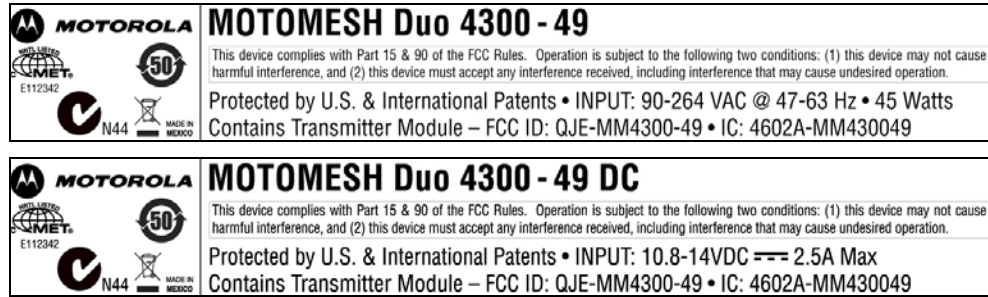 MOTOROLA
MOTOMESH Duo 4300 - 49
NRTL LISTED
MET®
50
E112342
N44
MADE IN
MEXICO
This device complies with Part 15 & 90 of the FCC Rules. Operation is subject to the following two conditions: (1) this device may not cause
harmful interference, and (2) this device must accept any interference received, including interference that may cause undesired operation.
Protected by U.S. & International Patents • INPUT: 90-264 VAC @ 47-63 Hz • 45 Watts
Contains Transmitter Module – FCC ID: QJE-MM4300-49 • IC: 4602A-MM430049
MOTOROLA
MOTOMESH Duo 4300 - 49 DC
NRTL LISTED
MET®
50
E112342
N44
MADE IN
MEXICO
This device complies with Part 15 & 90 of the FCC Rules. Operation is subject to the following two conditions: (1) this device may not cause
harmful interference, and (2) this device must accept any interference received, including interference that may cause undesired operation.
Protected by U.S. & International Patents • INPUT: 10.8-14VDC ⎓ 2.5A Max
Contains Transmitter Module – FCC ID: QJE-MM4300-49 • IC: 4602A-MM430049